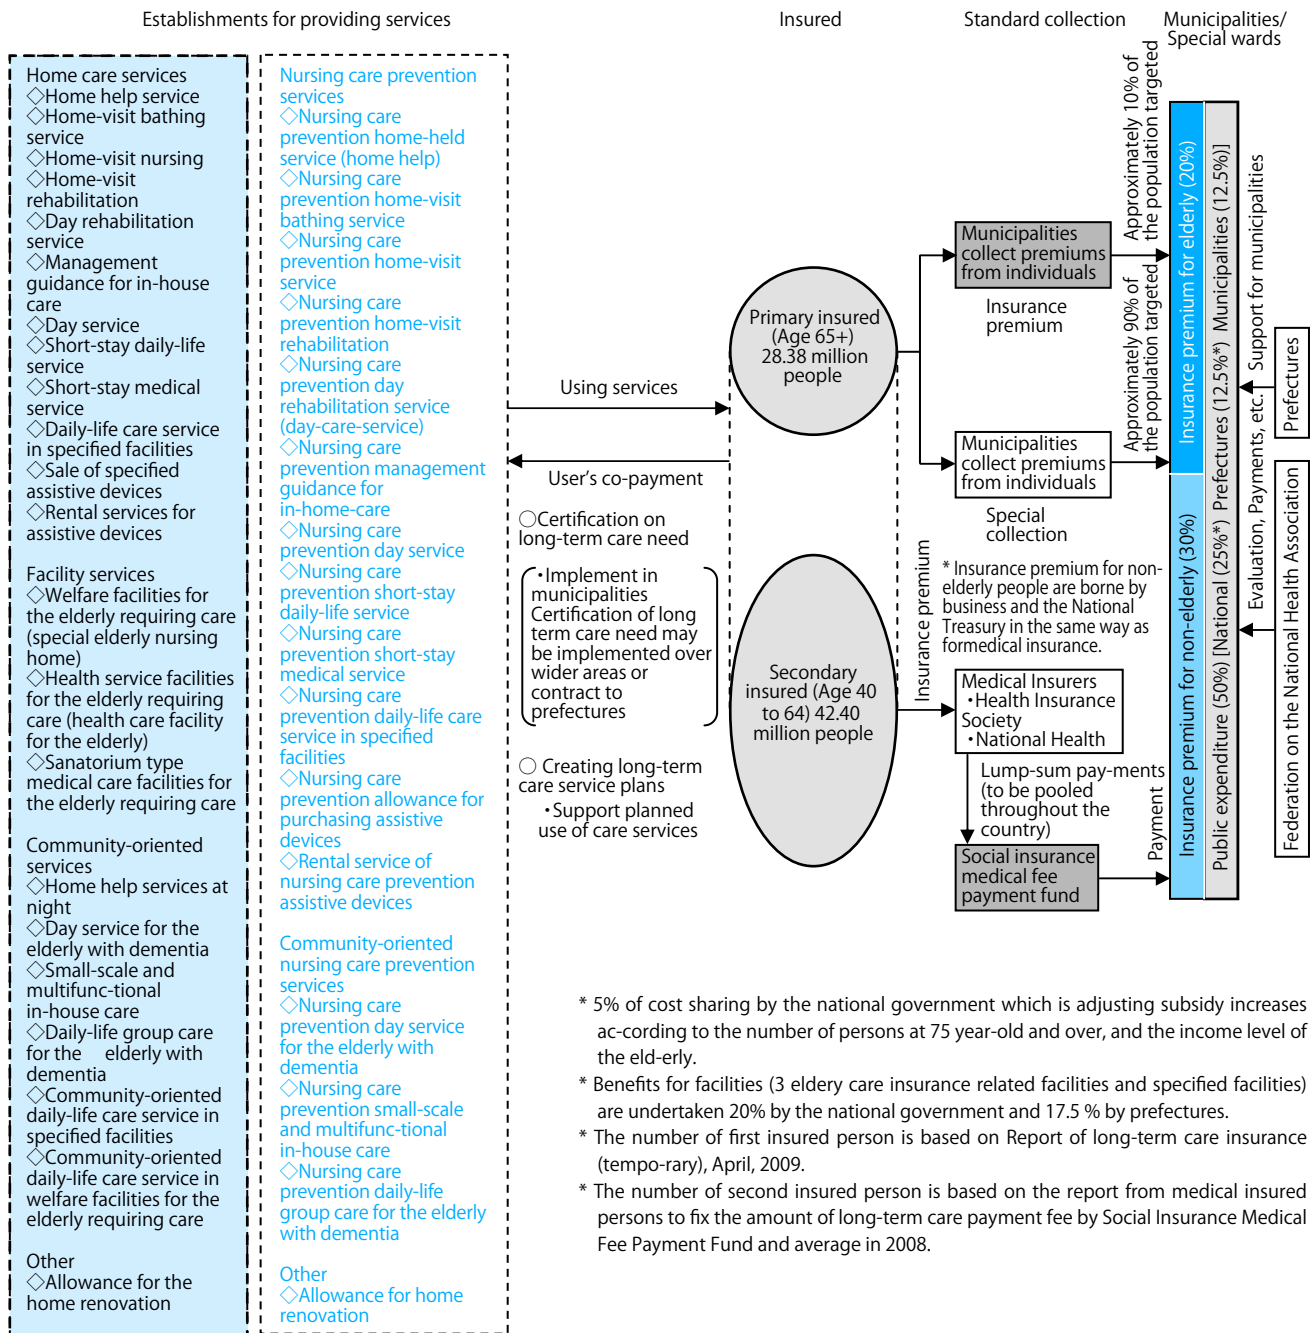 Establishments for providing services
Insured
Standard collection
Municipalities/
Special wards
Home care services
◇Home help service
◇Home-visit bathing
service
◇Home-visit nursing
◇Home-visit
rehabilitation
◇Day rehabilitation
service
◇Management
guidance for in-house
care
◇Day service
◇Short-stay daily-life
service
◇Short-stay medical
service
◇Daily-life care service
in specified facilities
◇Sale of specified
assistive devices
◇Rental services for
assistive devices
Facility services
◇Welfare facilities for
the elderly requiring care
(special elderly nursing
home)
◇Health service facilities
for the elderly requiring
care (health care facility
for the elderly)
◇Sanatorium type
medical care facilities for
the elderly requiring care
Community-oriented
services
◇Home help services at
night
◇Day service for the
elderly with dementia
◇Small-scale and
multifunc-tional
in-house care
◇Daily-life group care
for the elderly with
dementia
◇Community-oriented
daily-life care service in
specified facilities
◇Community-oriented
daily-life care service in
welfare facilities for the
elderly requiring care
Other
◇Allowance for the
home renovation
Nursing care prevention
services
◇Nursing care
prevention home-held
service (home help)
◇Nursing care
prevention home-visit
bathing service
◇Nursing care
prevention home-visit
service
◇Nursing care
prevention home-visit
rehabilitation
◇Nursing care
prevention day
rehabilitation service
(day-care-service)
◇Nursing care
prevention management
guidance for
in-home-care
◇Nursing care
prevention day service
◇Nursing care
prevention short-stay
daily-life service
◇Nursing care
prevention short-stay
medical service
◇Nursing care
prevention daily-life care
service in specified
facilities
◇Nursing care
prevention allowance for
purchasing assistive
devices
◇Rental service of
nursing care prevention
assistive devices
Community-oriented
nursing care prevention
services
◇Nursing care
prevention day service
for the elderly with
dementia
◇Nursing care
prevention small-scale
and multifunc-tional
in-house care
◇Nursing care
prevention daily-life
group care for the elderly
with dementia
Other
◇Allowance for home
renovation
Using services
User's co-payment
○Certification on
long-term care need
・Implement in
municipalities
Certification of long
term care need may
be implemented over
wider areas or
contract to
prefectures
○ Creating long-term
care service plans
・Support planned
use of care services
Primary insured
(Age 65+)
28.38 million
people
Secondary
insured (Age 40
to 64) 42.40
million people
Municipalities
collect premiums
from individuals
Insurance
premium
Municipalities
collect premiums
from individuals
Special
collection
Approximately 10% of
the population targeted
Approximately 90% of
the population targeted
Insurance premium
* Insurance premium for non-
elderly people are borne by
business and the National
Treasury in the same way as
formedical insurance.
Medical Insurers
・Health Insurance
Society
・National Health
Lump-sum pay-ments
(to be pooled
throughout the
country)
Social insurance
medical fee
payment fund
Payment
Insurance premium for elderly (20%)
Insurance premium for non-elderly (30%)
Public expenditure (50%) [National (25%*) Prefectures (12.5%*) Municipalities (12.5%)]
Support for municipalities
Evaluation, Payments, etc.
Prefectures
Federation on the National Health Association
* 5% of cost sharing by the national government which is adjusting subsidy increases
ac-cording to the number of persons at 75 year-old and over, and the income level of
the eld-erly.
* Benefits for facilities (3 eldery care insurance related facilities and specified facilities)
are undertaken 20% by the national government and 17.5 % by prefectures.
* The number of first insured person is based on Report of long-term care insurance
(tempo-rary), April, 2009.
* The number of second insured person is based on the report from medical insured
persons to fix the amount of long-term care payment fee by Social Insurance Medical
Fee Payment Fund and average in 2008.